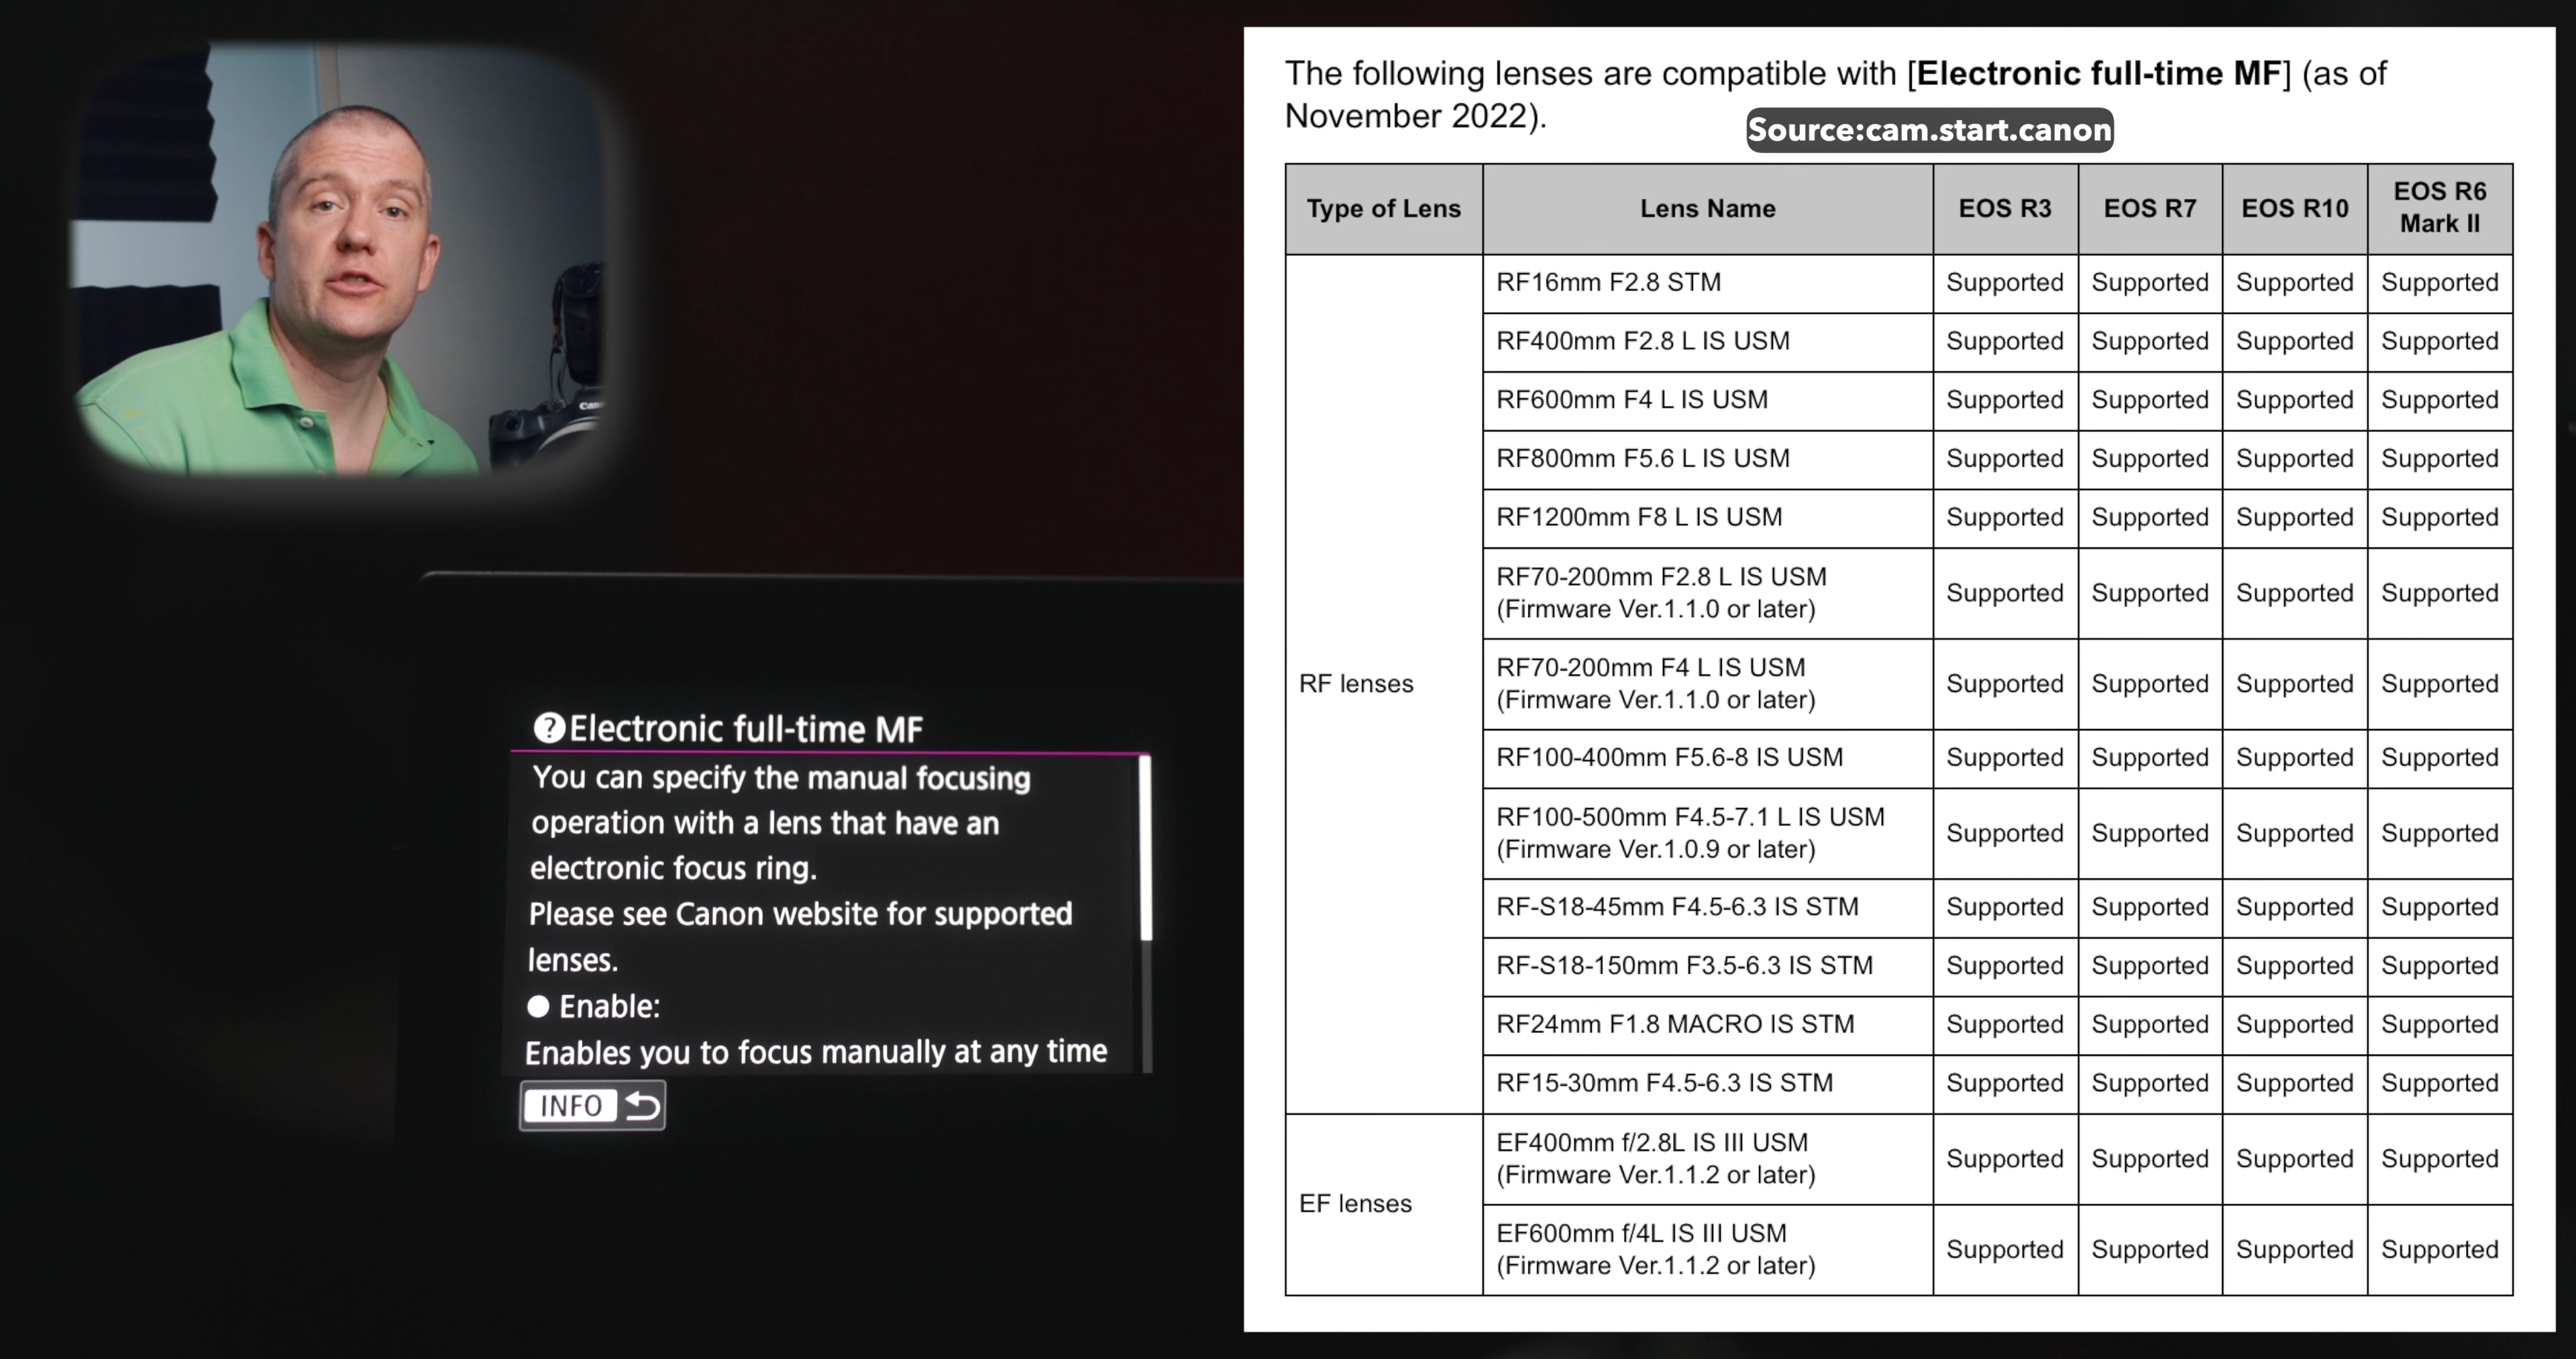 The following lenses are compatible with [Electronic full-time MF] (as of
November 2022).
Source:cam.start.canon
Type of Lens Lens Name EOS R3 EOS R7 EOS R10 EOS R6
Mark II
RF lenses
RF16mm F2.8 STM Supported Supported Supported Supported
RF400mm F2.8 L IS USM Supported Supported Supported Supported
RF600mm F4 L IS USM Supported Supported Supported Supported
RF800mm F5.6 L IS USM Supported Supported Supported Supported
RF1200mm F8 L IS USM Supported Supported Supported Supported
RF70-200mm F2.8 L IS USM
(Firmware Ver.1.1.0 or later) Supported Supported Supported Supported
RF70-200mm F4 L IS USM
(Firmware Ver.1.1.0 or later) Supported Supported Supported Supported
RF100-400mm F5.6-8 IS USM Supported Supported Supported Supported
RF100-500mm F4.5-7.1 L IS USM
(Firmware Ver.1.0.9 or later) Supported Supported Supported Supported
RF-S18-45mm F4.5-6.3 IS STM Supported Supported Supported Supported
RF-S18-150mm F3.5-6.3 IS STM Supported Supported Supported Supported
RF24mm F1.8 MACRO IS STM Supported Supported Supported Supported
RF15-30mm F4.5-6.3 IS STM Supported Supported Supported Supported
EF lenses
EF400mm f/2.8L IS III USM
(Firmware Ver.1.1.2 or later) Supported Supported Supported Supported
EF600mm f/4L IS III USM
(Firmware Ver.1.1.2 or later) Supported Supported Supported Supported
?Electronic full-time MF
You can specify the manual focusing
operation with a lens that have an
electronic focus ring.
Please see Canon website for supported
lenses.
● Enable:
Enables you to focus manually at any time
INFO